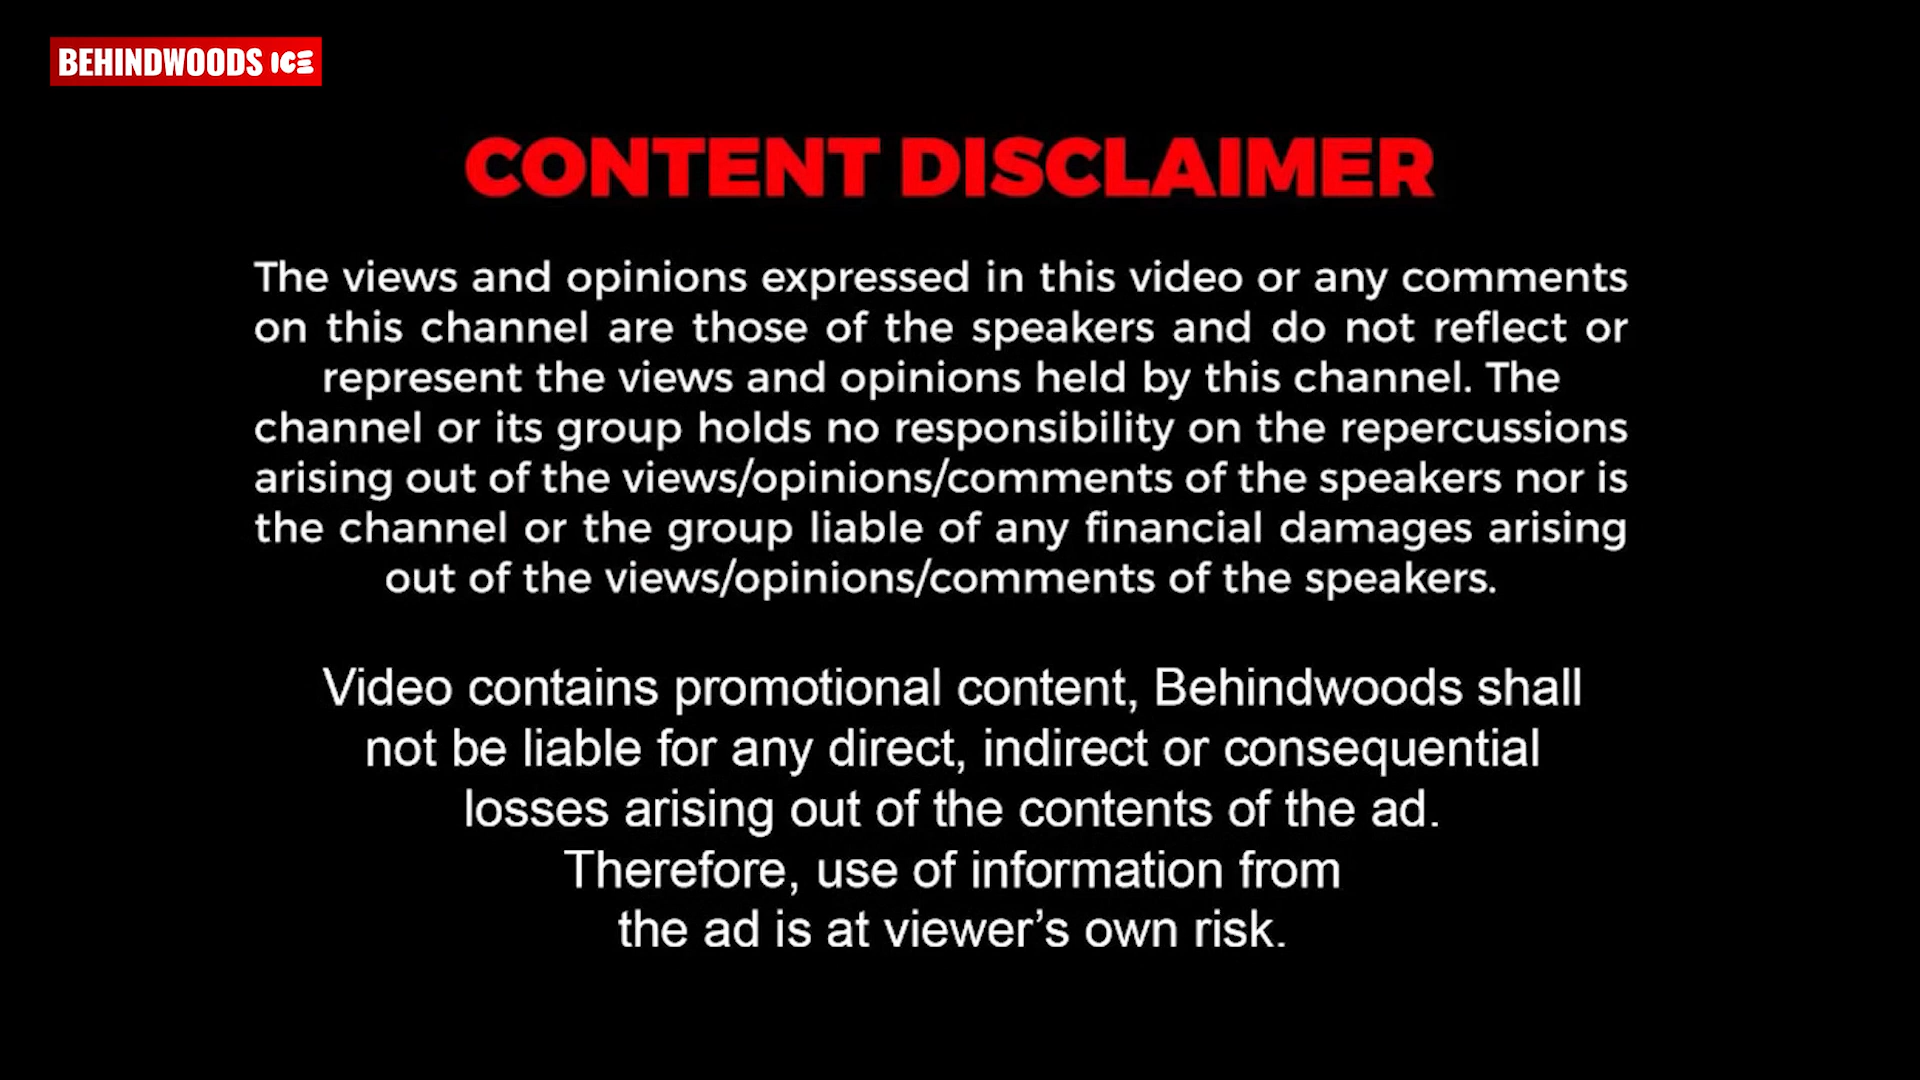 BEHINDWOODS ICE
CONTENT DISCLAIMER
The views and opinions expressed in this video or any comments
on this channel are those of the speakers and do not reflect or
represent the views and opinions held by this channel. The
channel or its group holds no responsibility on the repercussions
arising out of the views/opinions/comments of the speakers nor is
the channel or the group liable of any financial damages arising
out of the views/opinions/comments of the speakers.
Video contains promotional content, Behindwoods shall
not be liable for any direct, indirect or consequential
losses arising out of the contents of the ad.
Therefore, use of information from
the ad is at viewer’s own risk.